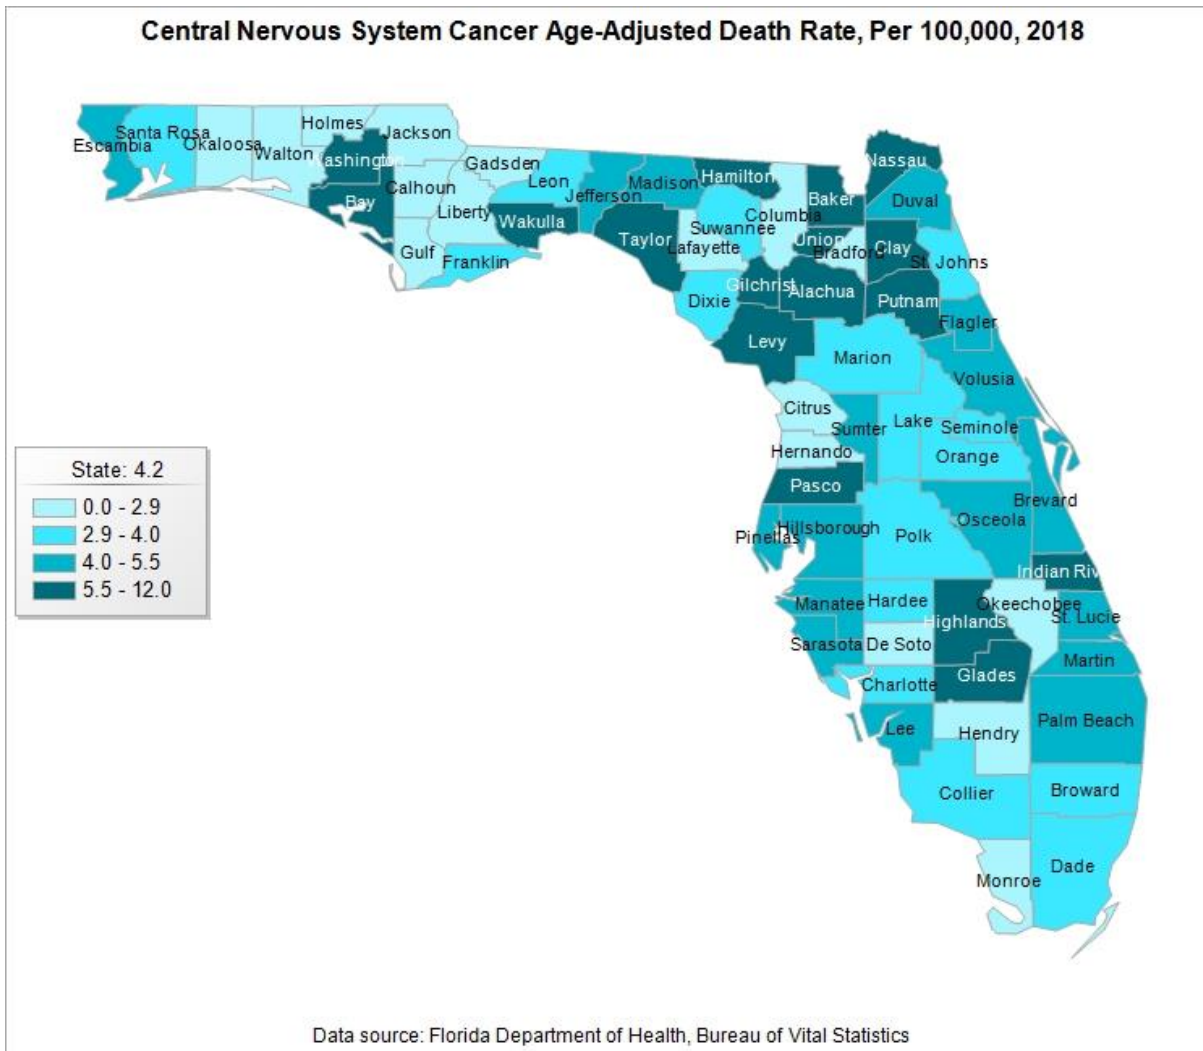 Central Nervous System Cancer Age-Adjusted Death Rate, Per 100,000, 2018
Escambia
Santa Rosa
Okaloosa
Walton
Holmes
Washington
Jackson
Bay
Calhoun
Gulf
Liberty
Gadsden
Franklin
Leon
Wakulla
Jefferson
Madison
Taylor
Hamilton
Suwannee
Lafayette
Dixie
Columbia
Baker
Union
Bradford
Gilchrist
Alachua
Levy
Nassau
Duval
Clay
St. Johns
Putnam
Flagler
Marion
Volusia
Citrus
Sumter
Lake
Seminole
Hernando
Orange
Pasco
Brevard
Pinellas
Hillsborough
Polk
Osceola
Indian Riv
Manatee
Hardee
Highlands
Okeechobee
St. Lucie
Sarasota
De Soto
Martin
Charlotte
Glades
Lee
Hendry
Palm Beach
Collier
Broward
Monroe
Dade
State: 4.2
0.0 - 2.9
2.9 - 4.0
4.0 - 5.5
5.5 - 12.0
Data source: Florida Department of Health, Bureau of Vital Statistics